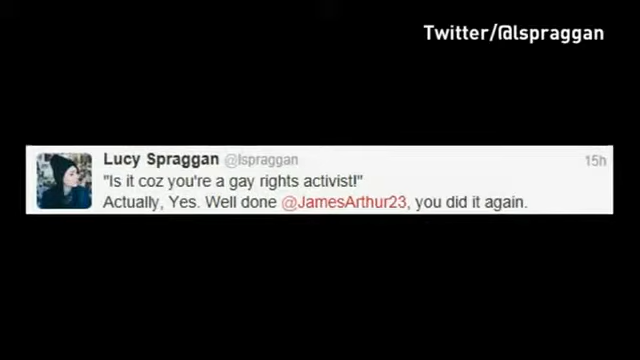 Twitter/@lspraggan
Lucy Spraggan @lspraggan 15h
"Is it coz you're a gay rights activist!"
Actually, Yes. Well done @JamesArthur23, you did it again.